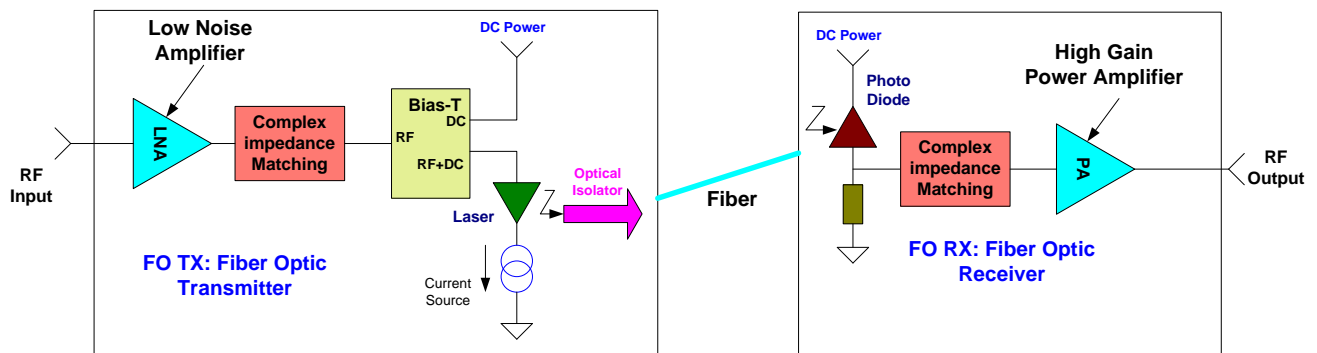 Low Noise
Amplifier
DC Power
RF
Input
LNA
Complex
impedance
Matching
Bias-T
DC
RF
RF+DC
Laser
Optical
Isolator
Current
Source
FO TX: Fiber Optic
Transmitter
Fiber
DC Power
Photo
Diode
High Gain
Power Amplifier
Complex
impedance
Matching
PA
RF
Output
FO RX: Fiber Optic
Receiver